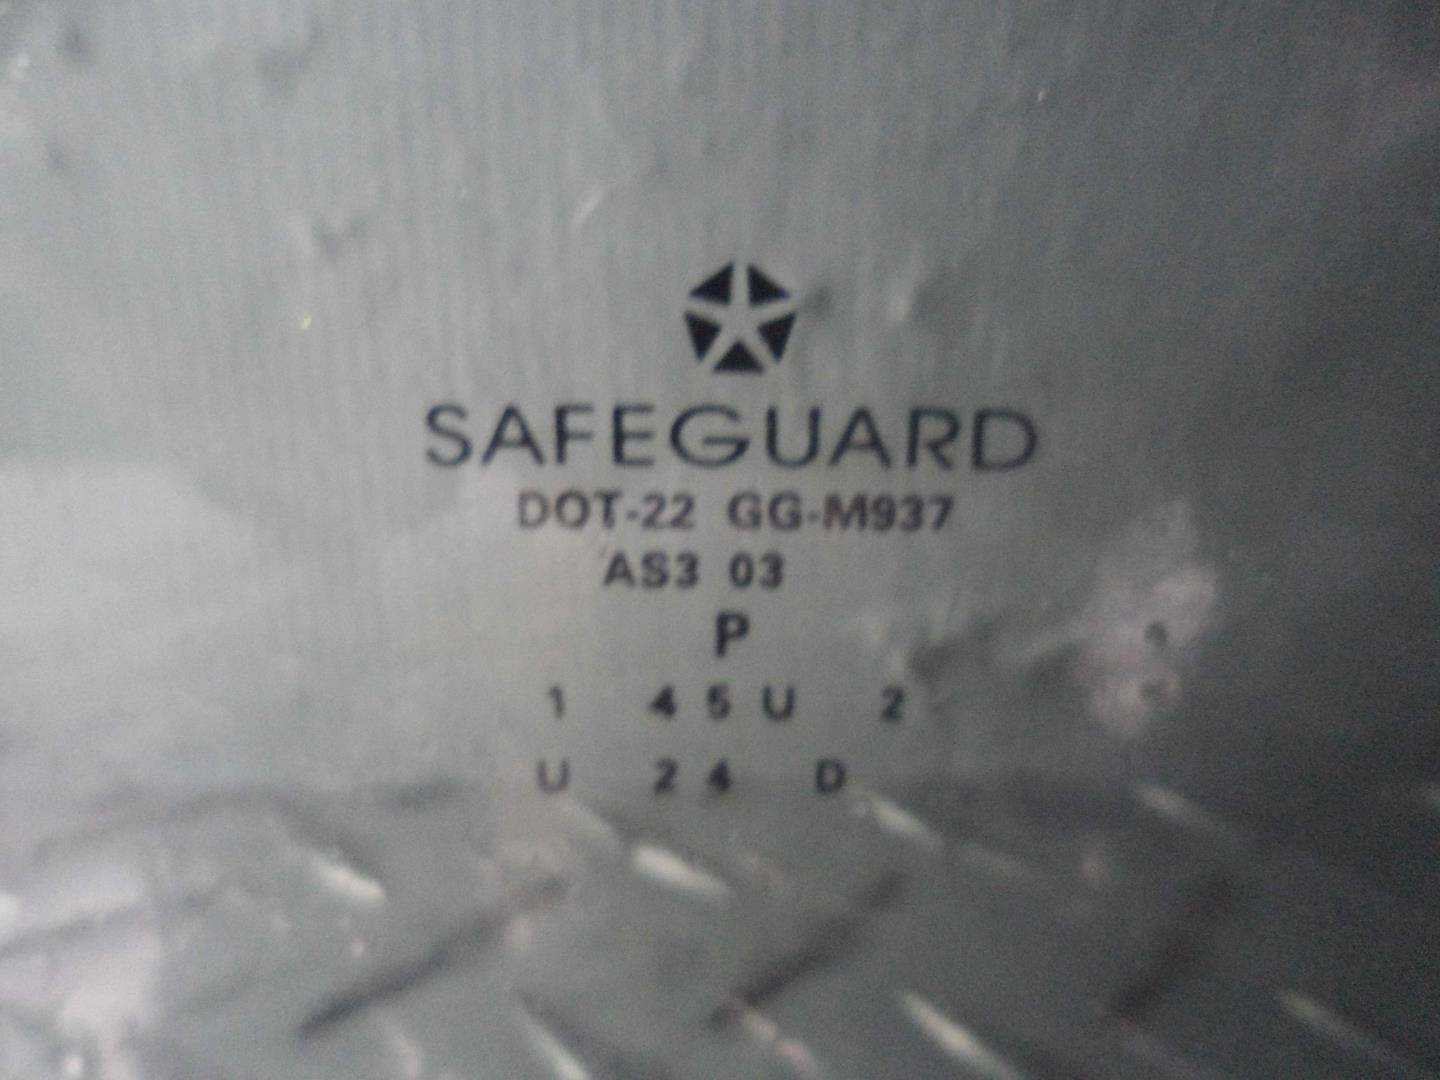 SAFEGUARD
DOT-22 GG-M937
AS3 03
P
1 4 5 U 2
U 2 4 D